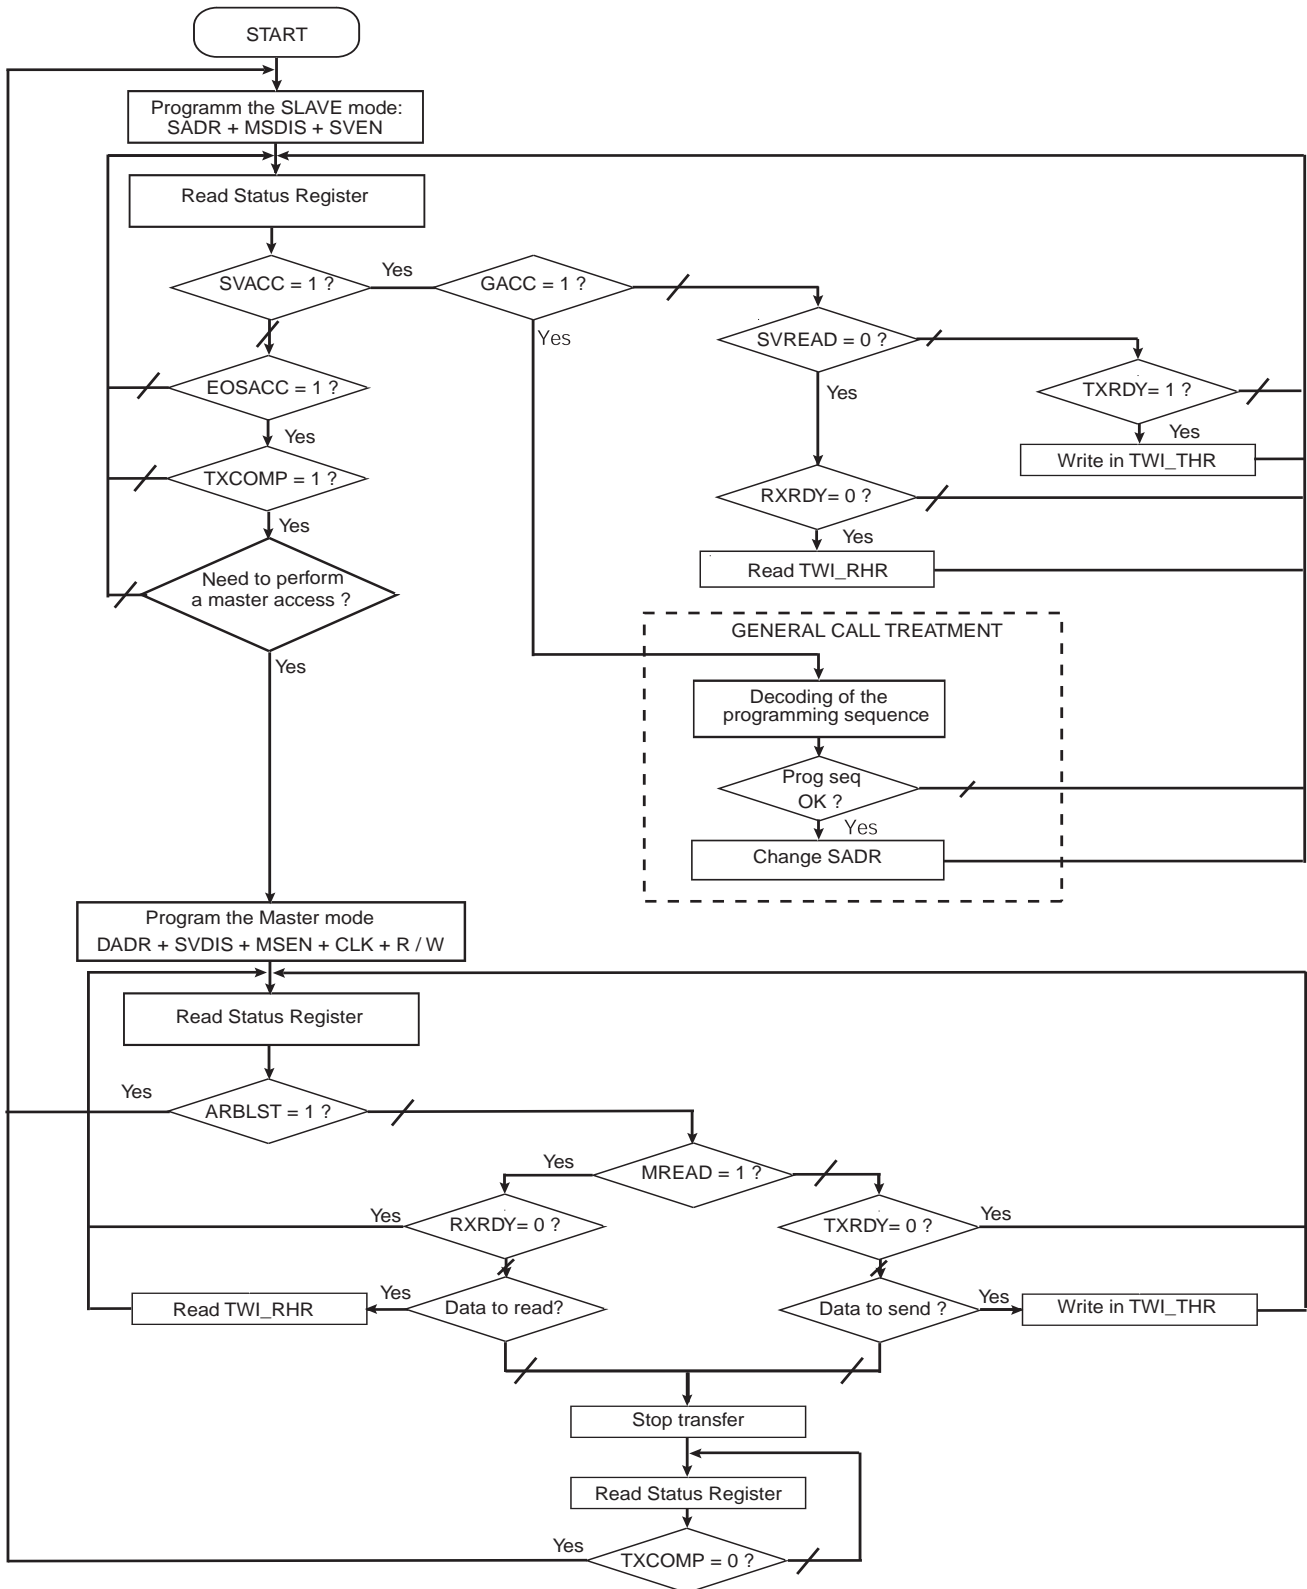 START
Programm the SLAVE mode:
SADR + MSDIS + SVEN
Read Status Register
SVACC = 1 ?
Yes
GACC = 1 ?
Yes
SVREAD = 0 ?
Yes
TXRDY= 1 ?
Yes
Write in TWI_THR
EOSACC = 1 ?
Yes
TXCOMP = 1 ?
Yes
RXRDY= 0 ?
Yes
Read TWI_RHR
Need to perform
a master access ?
Yes
GENERAL CALL TREATMENT
Decoding of the
programming sequence
Prog seq
OK ?
Yes
Change SADR
Program the Master mode
DADR + SVDIS + MSEN + CLK + R / W
Read Status Register
Yes
ARBLST = 1 ?
Yes
MREAD = 1 ?
Yes
RXRDY= 0 ?
TXRDY= 0 ?
Yes
Read TWI_RHR
Yes
Data to read?
Data to send ?
Yes
Write in TWI_THR
Stop transfer
Read Status Register
Yes
TXCOMP = 0 ?